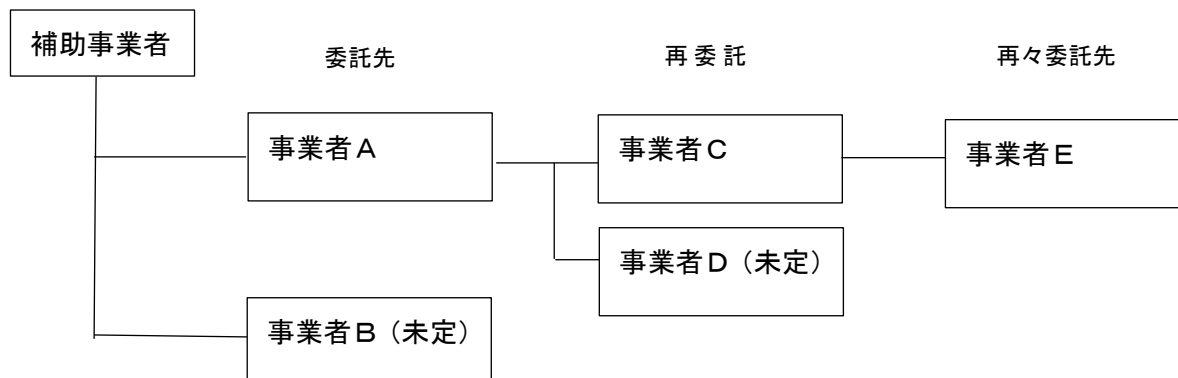 補助事業者
委託先
再委託
再々委託先
事業者A
事業者C
事業者E
事業者D（未定）
事業者B（未定）